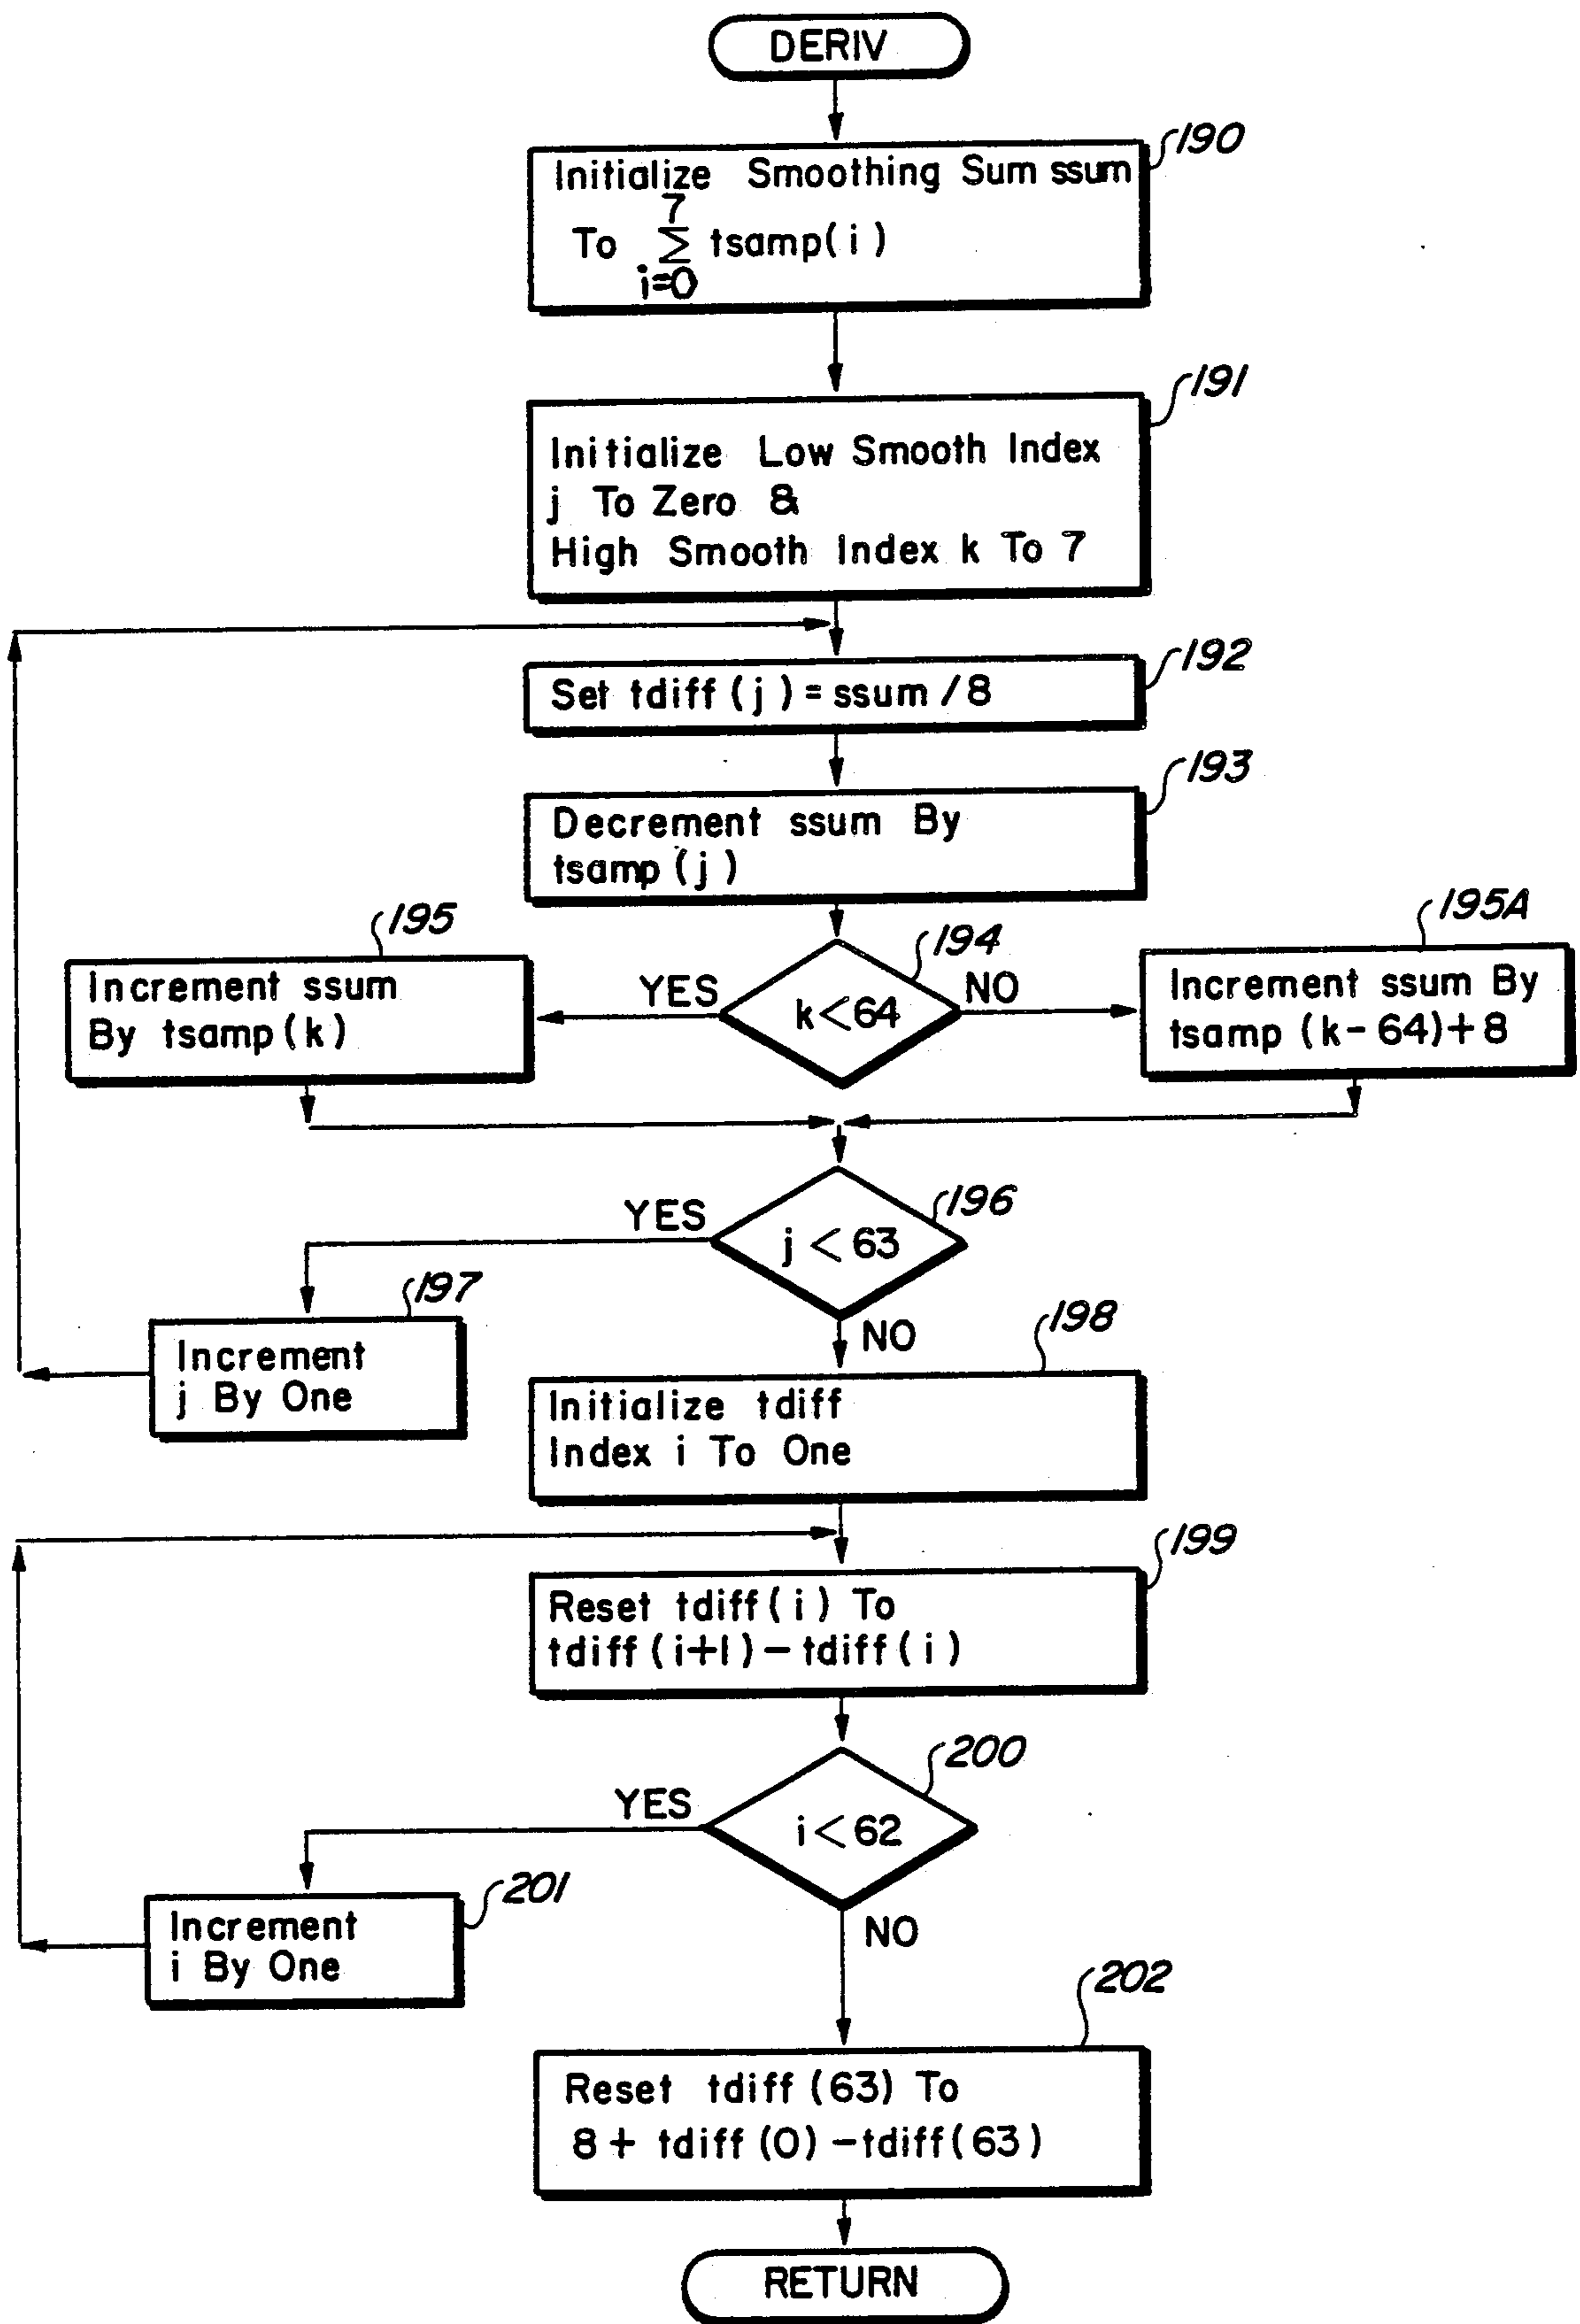 DERIV
190
Initialize Smoothing Sum ssum
To 7 Σ i=0 tsamp(i)
191
Initialize Low Smooth Index
j To Zero &
High Smooth Index k To 7
192
Set tdiff(j) = ssum/8
193
Decrement ssum By
tsamp(j)
194
k<64
YES
NO
195
Increment ssum
By tsamp(k)
195A
Increment ssum By
tsamp (k-64)+8
196
j<63
YES
NO
197
Increment
j By One
198
Initialize tdiff
Index i To One
199
Reset tdiff(i) To
tdiff(i+1)-tdiff(i)
200
i<62
YES
NO
201
Increment
i By One
202
Reset tdiff(63) To
8+ tdiff(0)-tdiff(63)
RETURN